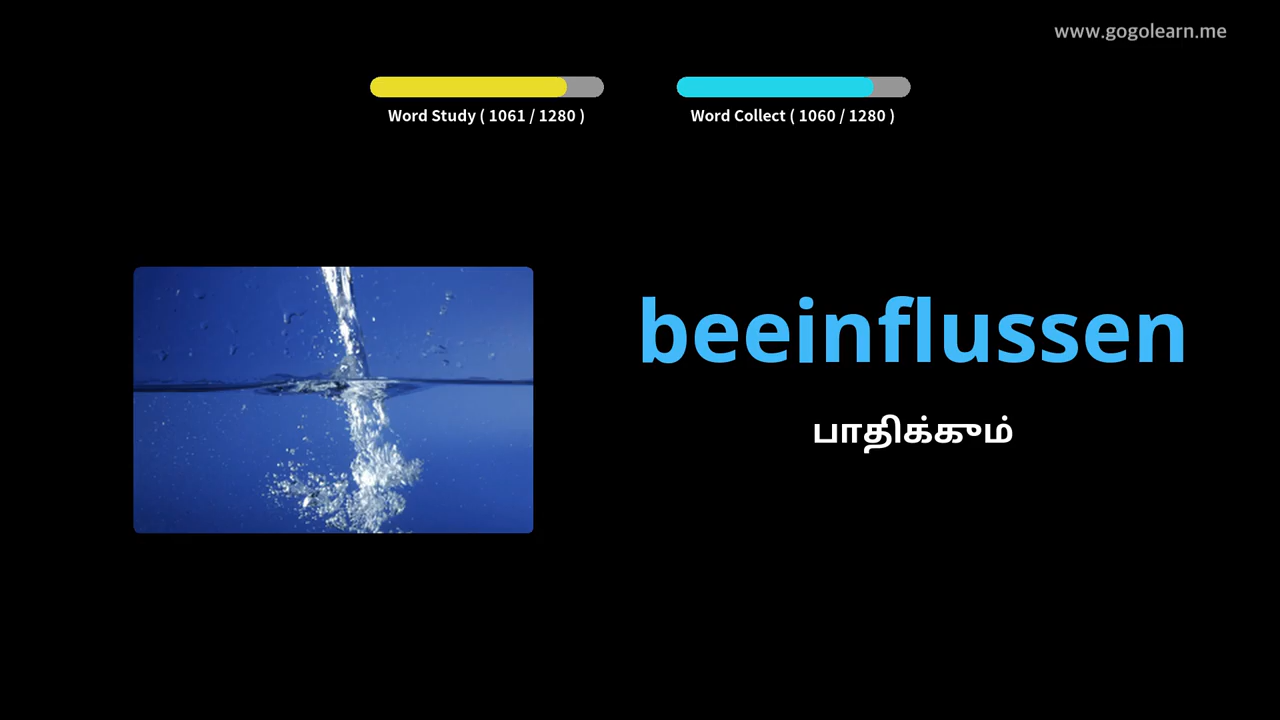 www.gogolearn.me
Word Study ( 1061 / 1280 )
Word Collect ( 1060 / 1280 )
beeinflussen
பாதிக்கும்